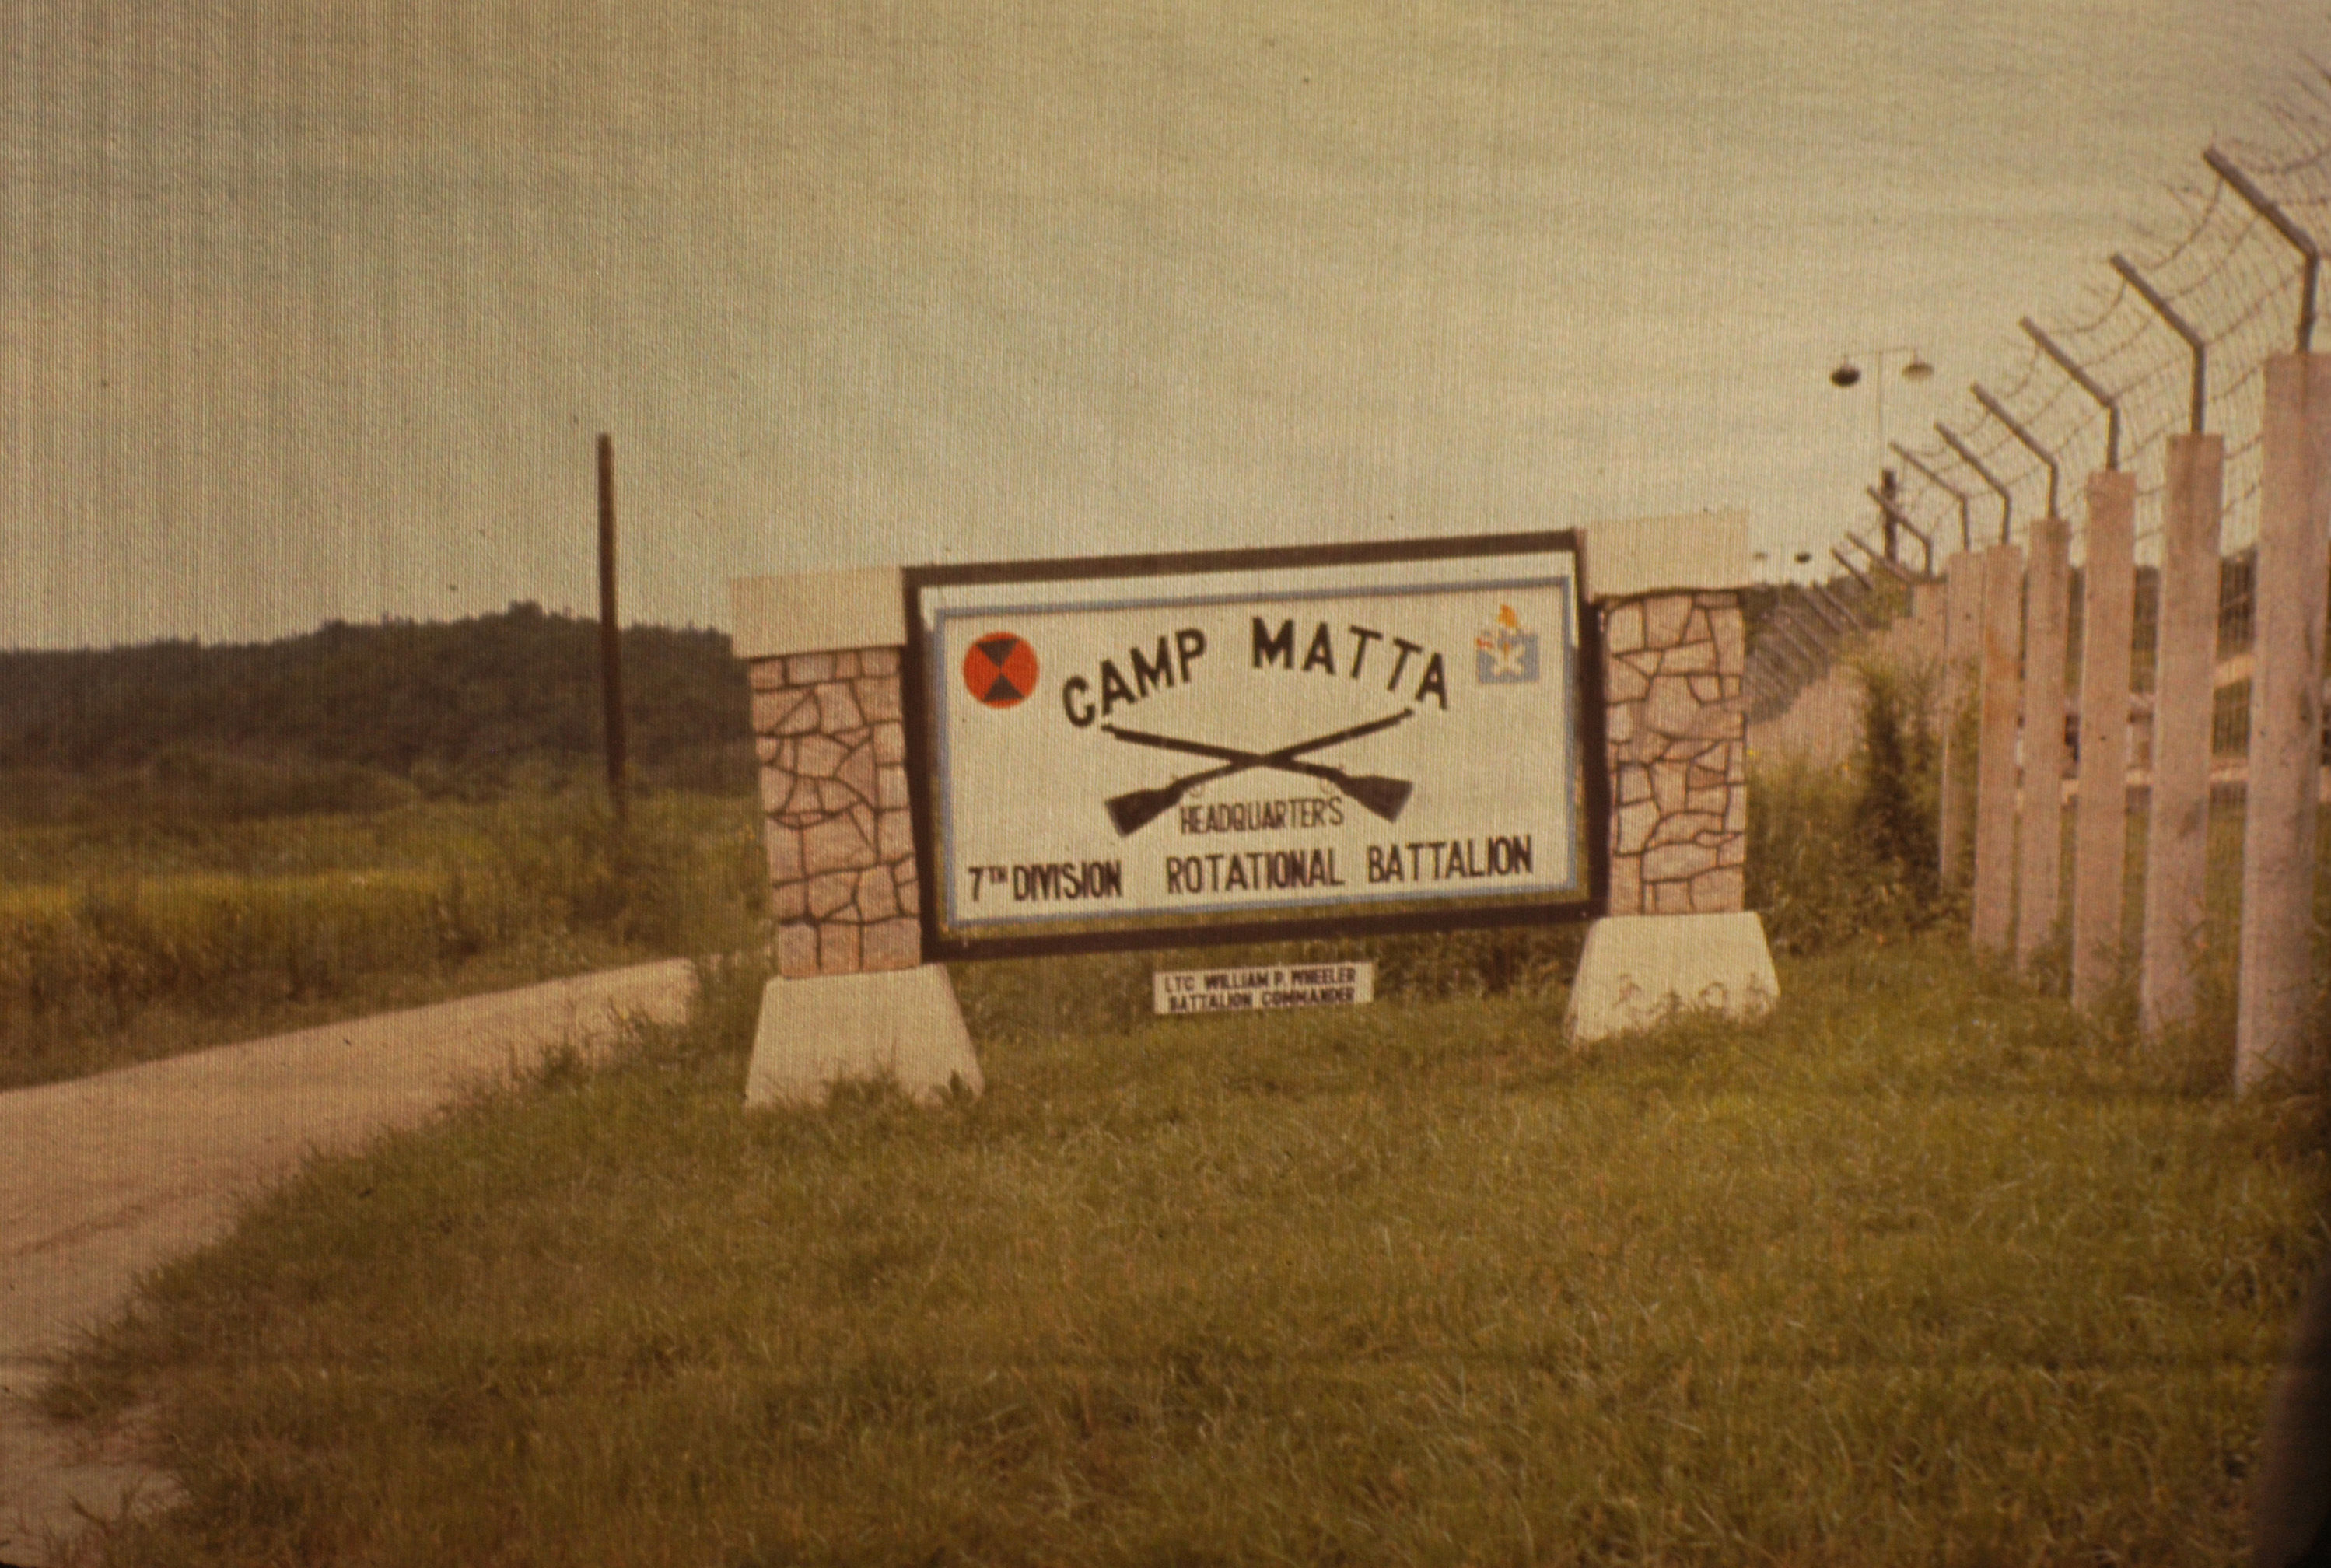 CAMP MATTA
HEADQUARTER'S
7TH DIVISION ROTATIONAL BATTALION
LTC WILLIAM P. WHEELER
BATTALION COMMANDER